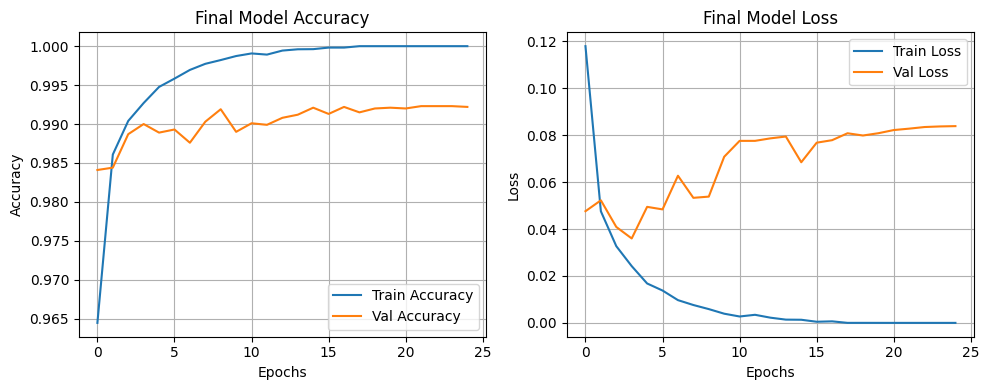 Final Model Accuracy
1.000
0.995
0.990
0.985
0.980
0.975
0.970
0.965
Accuracy
0 5 10 15 20 25
Epochs
Train Accuracy
Val Accuracy
Final Model Loss
0.12
0.10
0.08
0.06
0.04
0.02
0.00
Loss
0 5 10 15 20 25
Epochs
Train Loss
Val Loss